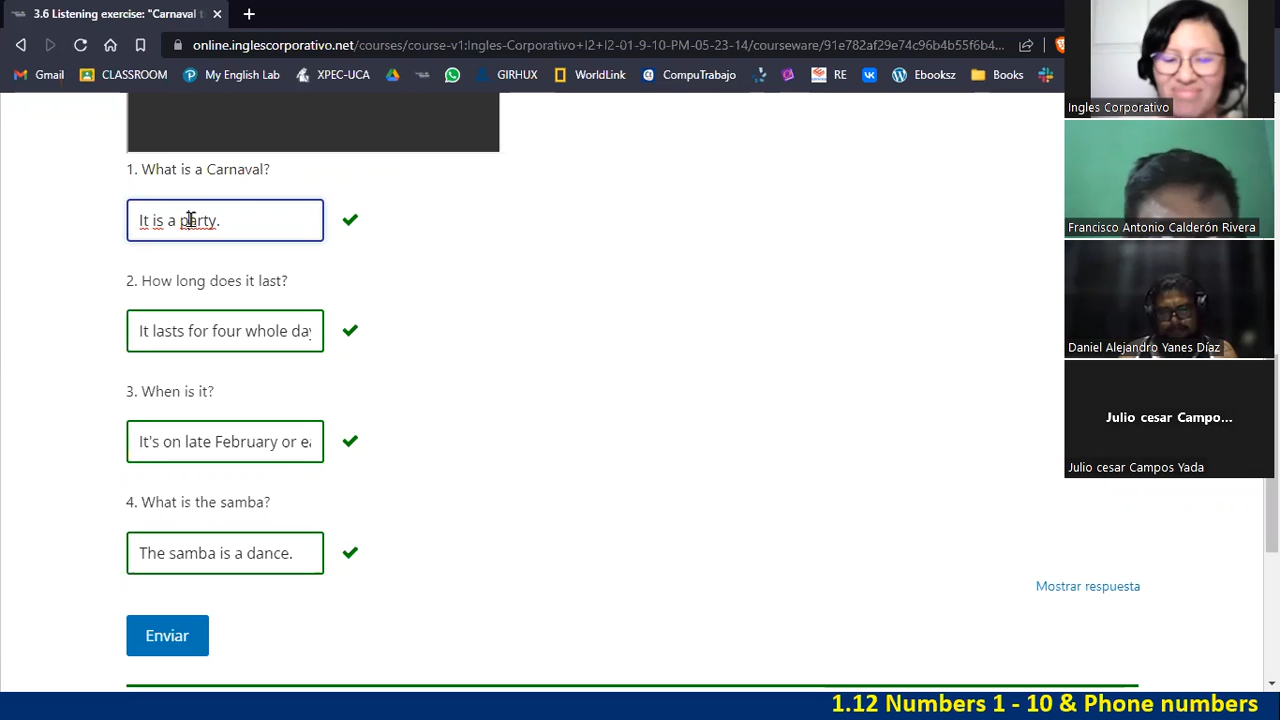 3.6 Listening exercise: "Carnaval t
online.inglescorporativo.net/courses/course-v1:Ingles-Corporativo+I2+I2-01-9-10-PM-05-23-14/courseware/91e782af29e74c96b4b55f6b4...
Gmail CLASSROOM My English Lab XPEC-UCA GIRHUX WorldLink CompuTrabajo RE Ebooksz Books
1. What is a Carnaval?
It is a party.
2. How long does it last?
It lasts for four whole day
3. When is it?
It's on late February or ea
4. What is the samba?
The samba is a dance.
Mostrar respuesta
Enviar
Ingles Corporativo
Francisco Antonio Calderón Rivera
Daniel Alejandro Yanes Díaz
Julio cesar Campo...
Julio cesar Campos Yada
1.12 Numbers 1 - 10 & Phone numbers